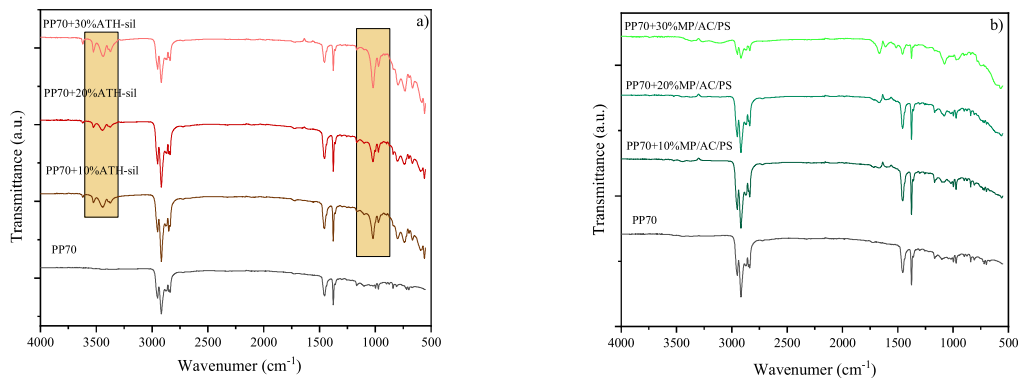 a)
PP70+30%ATH-sil
PP70+20%ATH-sil
PP70+10%ATH-sil
PP70
Transmittance (a.u.)
4000 3500 3000 2500 2000 1500 1000 500
Wavenumer (cm-1)
b)
PP70+30%MP/AC/PS
PP70+20%MP/AC/PS
PP70+10%MP/AC/PS
PP70
Transmittance (a.u.)
4000 3500 3000 2500 2000 1500 1000 500
Wavenumer (cm-1)